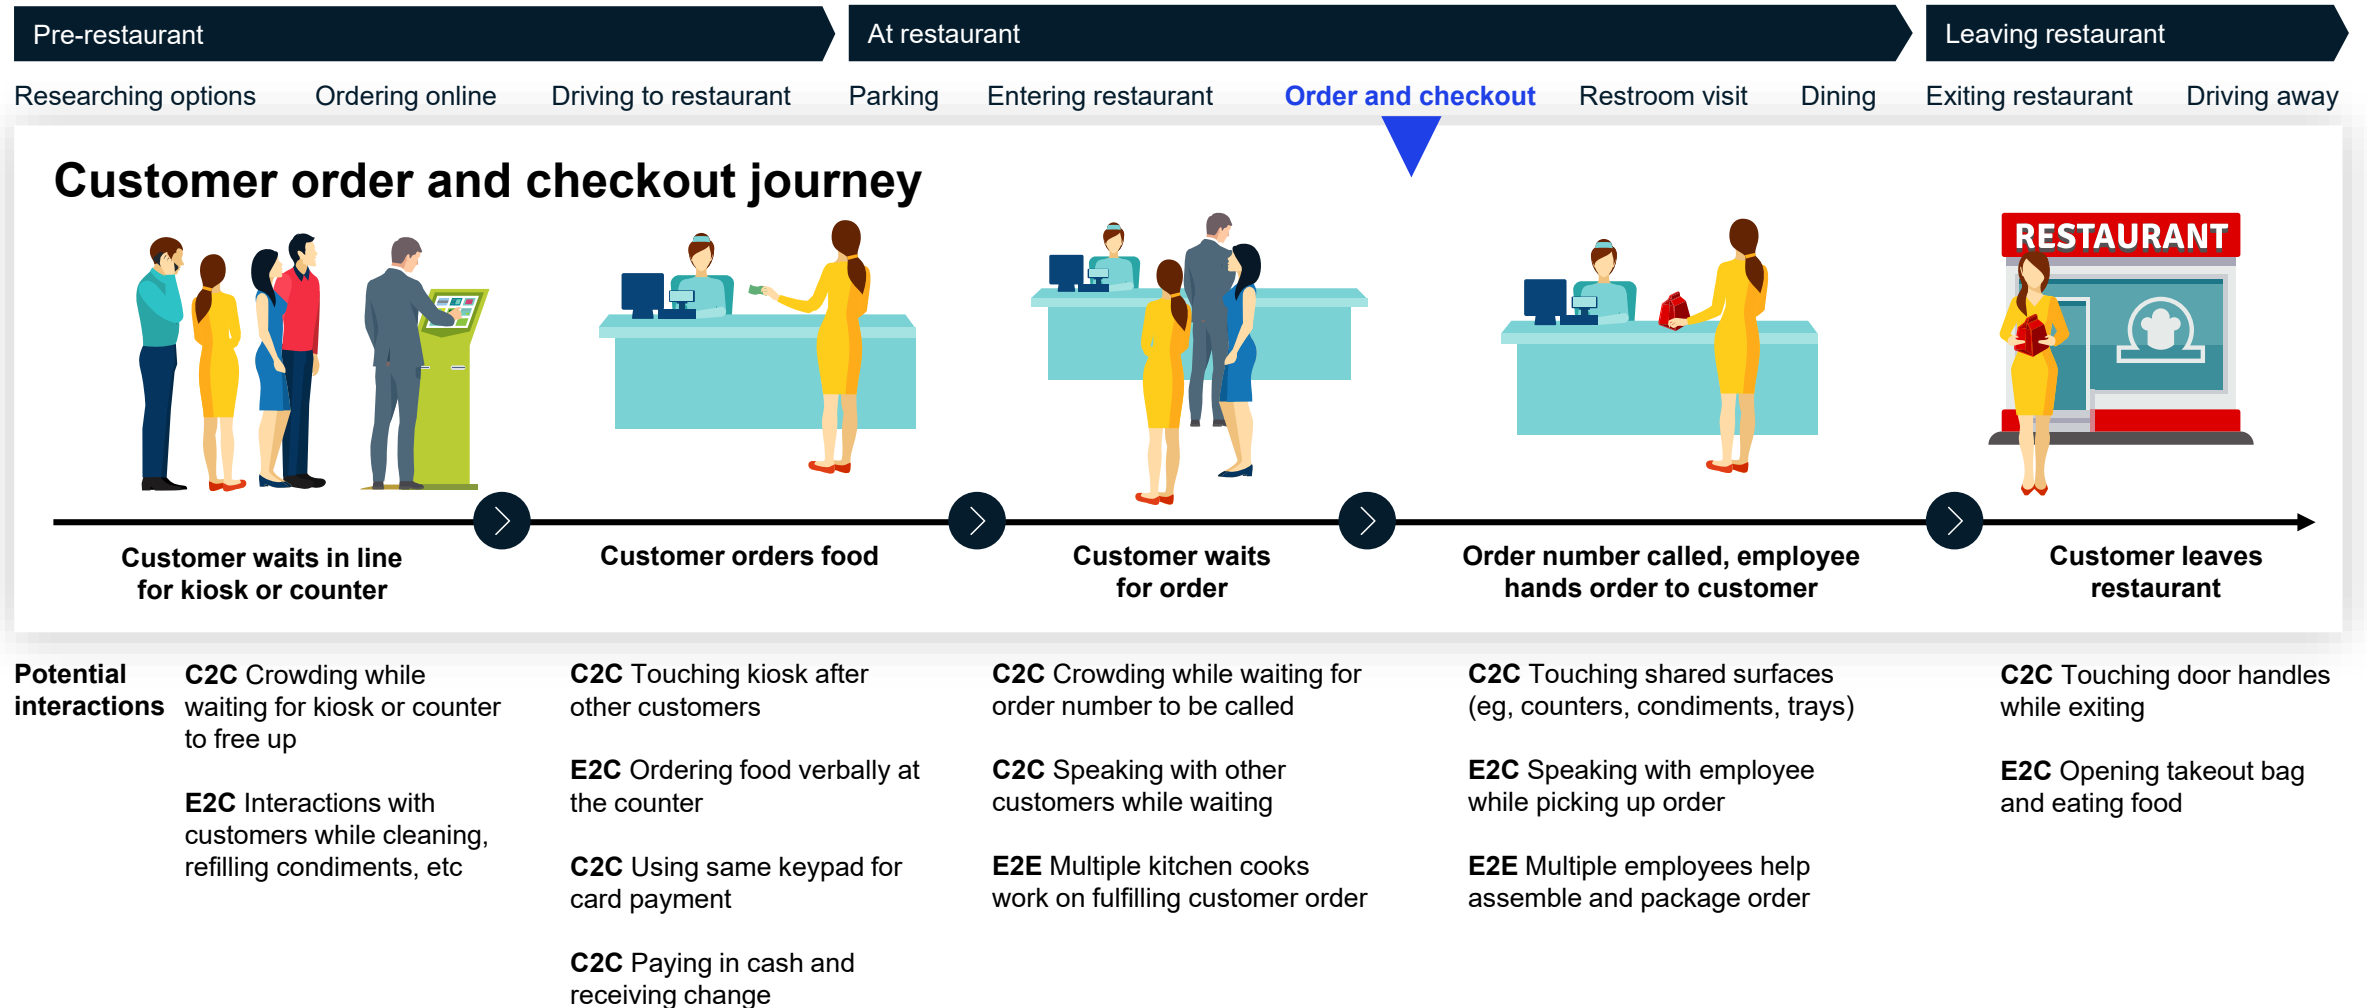 Pre-restaurant
At restaurant
Leaving restaurant
Researching options
Ordering online
Driving to restaurant
Parking
Entering restaurant
Order and checkout
Restroom visit
Dining
Exiting restaurant
Driving away
Customer order and checkout journey
RESTAURANT
Customer waits in line
for kiosk or counter
Customer orders food
Customer waits
for order
Order number called, employee
hands order to customer
Customer leaves
restaurant
Potential
interactions
C2C Crowding while
waiting for kiosk or counter
to free up
E2C Interactions with
customers while cleaning,
refilling condiments, etc
C2C Touching kiosk after
other customers
E2C Ordering food verbally at
the counter
C2C Using same keypad for
card payment
C2C Paying in cash and
receiving change
C2C Crowding while waiting for
order number to be called
C2C Speaking with other
customers while waiting
E2E Multiple kitchen cooks
work on fulfilling customer order
C2C Touching shared surfaces
(eg, counters, condiments, trays)
E2C Speaking with employee
while picking up order
E2E Multiple employees help
assemble and package order
C2C Touching door handles
while exiting
E2C Opening takeout bag
and eating food